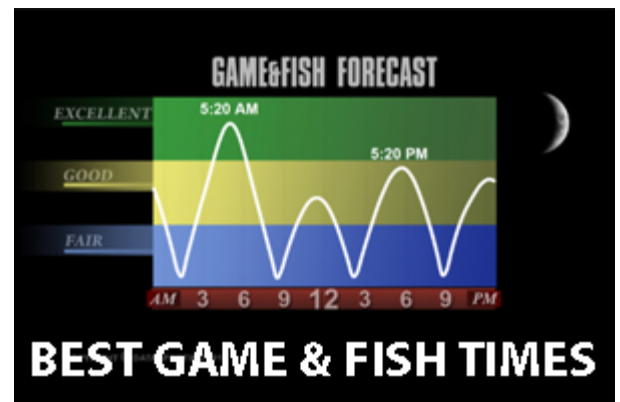 GAME&FISH FORECAST
EXCELLENT
5:20 AM
5:20 PM
GOOD
FAIR
AM 3 6 9 12 3 6 9 PM
BEST GAME & FISH TIMES